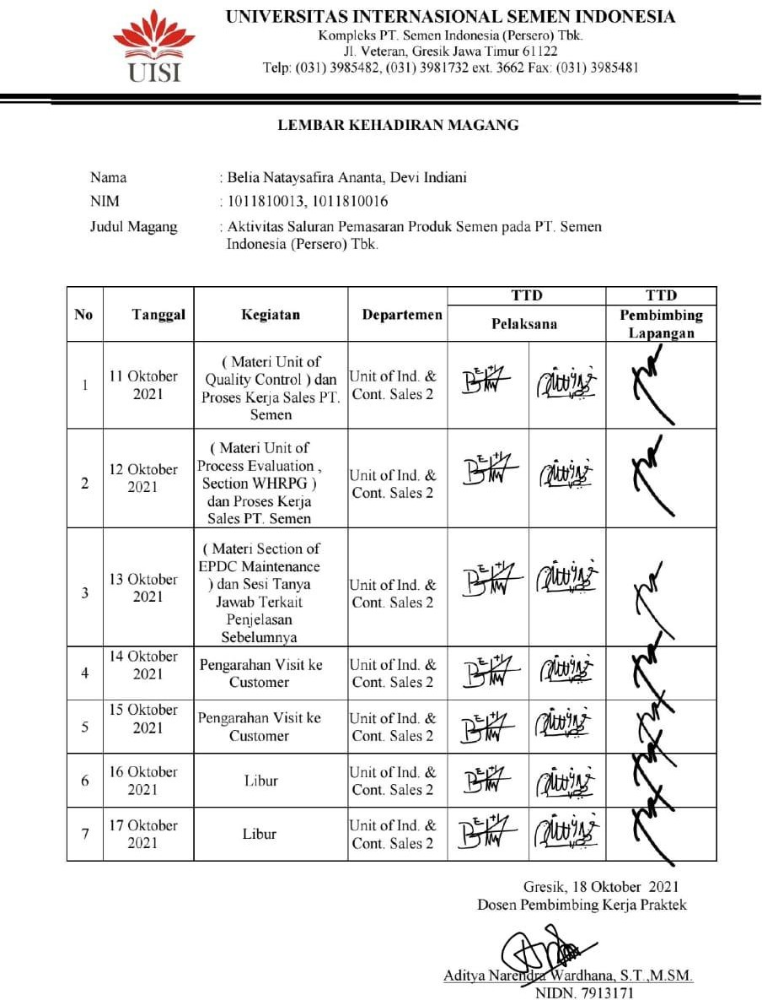 UISI
UNIVERSITAS INTERNASIONAL SEMEN INDONESIA
Kompleks PT. Semen Indonesia (Persero) Tbk.
Jl. Veteran, Gresik Jawa Timur 61122
Telp: (031) 3985482, (031) 3981732 ext. 3662 Fax: (031) 3985481
LEMBAR KEHADIRAN MAGANG
Nama : Belia Nataysafira Ananta, Devi Indiani
NIM : 1011810013, 1011810016
Judul Magang : Aktivitas Saluran Pemasaran Produk Semen pada PT. Semen
Indonesia (Persero) Tbk.
No Tanggal Kegiatan Departemen
TTD
Pelaksana
TTD
Pembimbing
Lapangan
1
11 Oktober
2021
( Materi Unit of
Quality Control ) dan
Proses Kerja Sales PT.
Semen
Unit of Ind. &
Cont. Sales 2
2
12 Oktober
2021
( Materi Unit of
Process Evaluation ,
Section WHRPG )
dan Proses Kerja
Sales PT. Semen
Unit of Ind. &
Cont. Sales 2
3
13 Oktober
2021
( Materi Section of
EPDC Maintenance
) dan Sesi Tanya
Jawab Terkait
Penjelasan
Sebelumnya
Unit of Ind. &
Cont. Sales 2
4
14 Oktober
2021
Pengarahan Visit ke
Customer
Unit of Ind. &
Cont. Sales 2
5
15 Oktober
2021
Pengarahan Visit ke
Customer
Unit of Ind. &
Cont. Sales 2
6
16 Oktober
2021
Libur
Unit of Ind. &
Cont. Sales 2
7
17 Oktober
2021
Libur
Unit of Ind. &
Cont. Sales 2
Gresik, 18 Oktober 2021
Dosen Pembimbing Kerja Praktek
Aditya Narendra Wardhana, S.T.,M.SM.
NIDN. 7913171